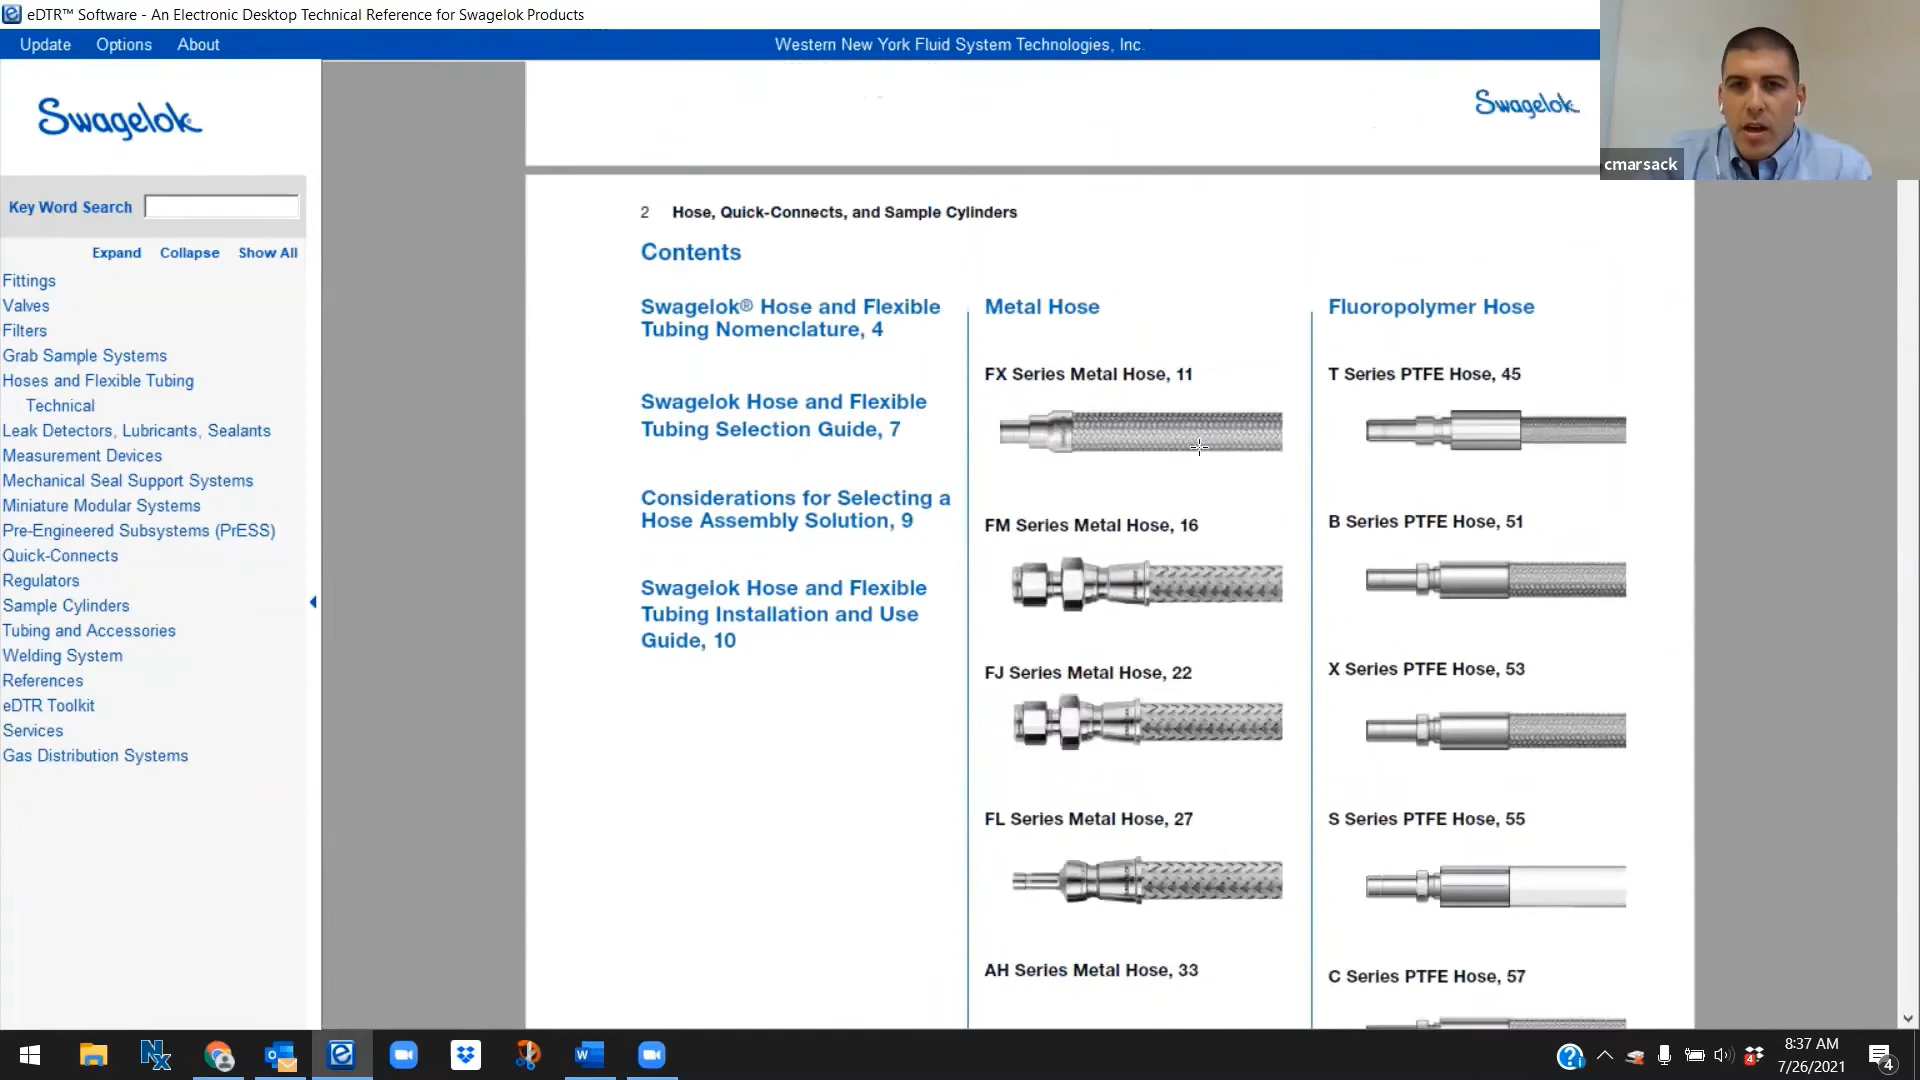 eDTR™ Software - An Electronic Desktop Technical Reference for Swagelok Products
Update Options About
Western New York Fluid System Technologies, Inc.
Swagelok
Swagelok
cmarsack
Key Word Search
Expand Collapse Show All
Fittings
Valves
Filters
Grab Sample Systems
Hoses and Flexible Tubing
Technical
Leak Detectors, Lubricants, Sealants
Measurement Devices
Mechanical Seal Support Systems
Miniature Modular Systems
Pre-Engineered Subsystems (PrESS)
Quick-Connects
Regulators
Sample Cylinders
Tubing and Accessories
Welding System
References
eDTR Toolkit
Services
Gas Distribution Systems
2 Hose, Quick-Connects, and Sample Cylinders
Contents
Swagelok® Hose and Flexible
Tubing Nomenclature, 4
Swagelok Hose and Flexible
Tubing Selection Guide, 7
Considerations for Selecting a
Hose Assembly Solution, 9
Swagelok Hose and Flexible
Tubing Installation and Use
Guide, 10
Metal Hose
FX Series Metal Hose, 11
FM Series Metal Hose, 16
FJ Series Metal Hose, 22
FL Series Metal Hose, 27
AH Series Metal Hose, 33
Fluoropolymer Hose
T Series PTFE Hose, 45
B Series PTFE Hose, 51
X Series PTFE Hose, 53
S Series PTFE Hose, 55
C Series PTFE Hose, 57
8:37 AM
7/26/2021
4